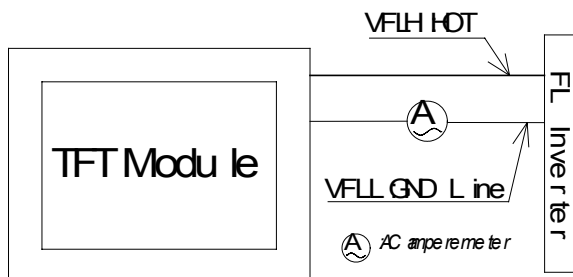 VFLH HOT
A
TFT Module
VFLL GND Line
A AC amperemeter
FL Inverter